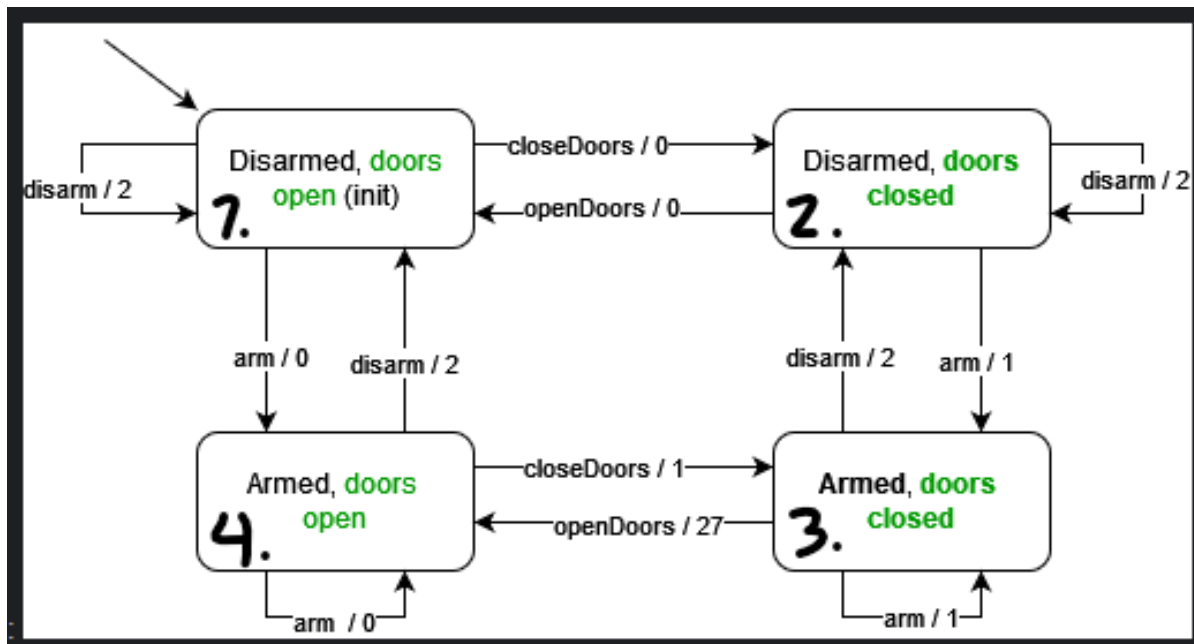 Disarmed, doors
open (init)
1.
closeDoors / 0
openDoors / 0
Disarmed, doors
closed
2.
disarm / 2
disarm / 2
arm / 0
disarm / 2
disarm / 2
arm / 1
Armed, doors
open
4.
closeDoors / 1
openDoors / 27
Armed, doors
closed
3.
arm / 0
arm / 1